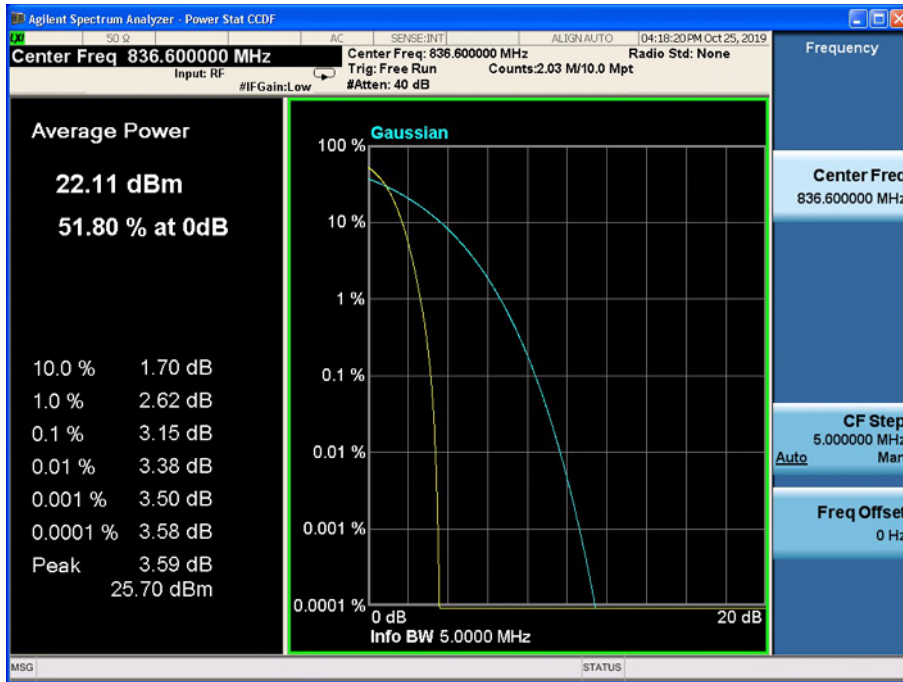 Agilent Spectrum Analyzer - Power Stat CCDF
LXI 50 Ω AC SENSE:INT ALIGN AUTO 04:18:20 PM Oct 25, 2019
Center Freq 836.600000 MHz
Input: RF
#IFGain:Low
Center Freq: 836.600000 MHz Radio Std: None
Trig: Free Run Counts:2.03 M/10.0 Mpt
#Atten: 40 dB
Average Power
22.11 dBm
51.80 % at 0dB
10.0 % 1.70 dB
1.0 % 2.62 dB
0.1 % 3.15 dB
0.01 % 3.38 dB
0.001 % 3.50 dB
0.0001 % 3.58 dB
Peak 3.59 dB
25.70 dBm
Gaussian
100 %
10 %
1 %
0.1 %
0.01 %
0.001 %
0.0001 %
0 dB 20 dB
Info BW 5.0000 MHz
Frequency
Center Freq
836.600000 MHz
CF Step
5.000000 MHz
Auto Man
Freq Offset
0 Hz
MSG STATUS